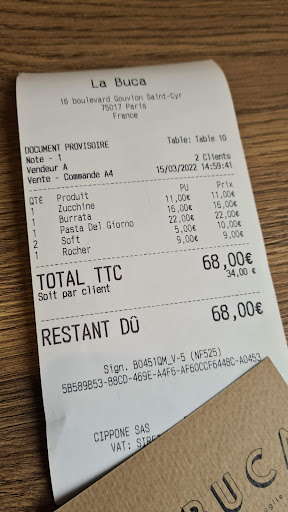 La Buca
16 boulevard Gouvion Saint-Cyr
75017 Paris
France
DOCUMENT PROVISOIRE
Table: Table 10
Note - 1
Vendeur A
2 Clients
Vente - Commande A4
15/03/2022 14:59:41
QTÉ Produit PU Prix
1 Zucchine 11,00€ 11,00€
1 Burrata 16,00€ 16,00€
1 Pasta Del Giorno 22,00€ 22,00€
2 Soft 5,00€ 10,00€
1 Rocher 9,00€ 9,00€
TOTAL TTC 68,00€
Soit par client 34,00 €
RESTANT DÛ 68,00€
Sign. B0451QM_V-5 (NF525)
5B589B53-88CD-469E-A4F6-AF60CCF6448C-A0453
CIPPONE SAS
VAT:
BUCA